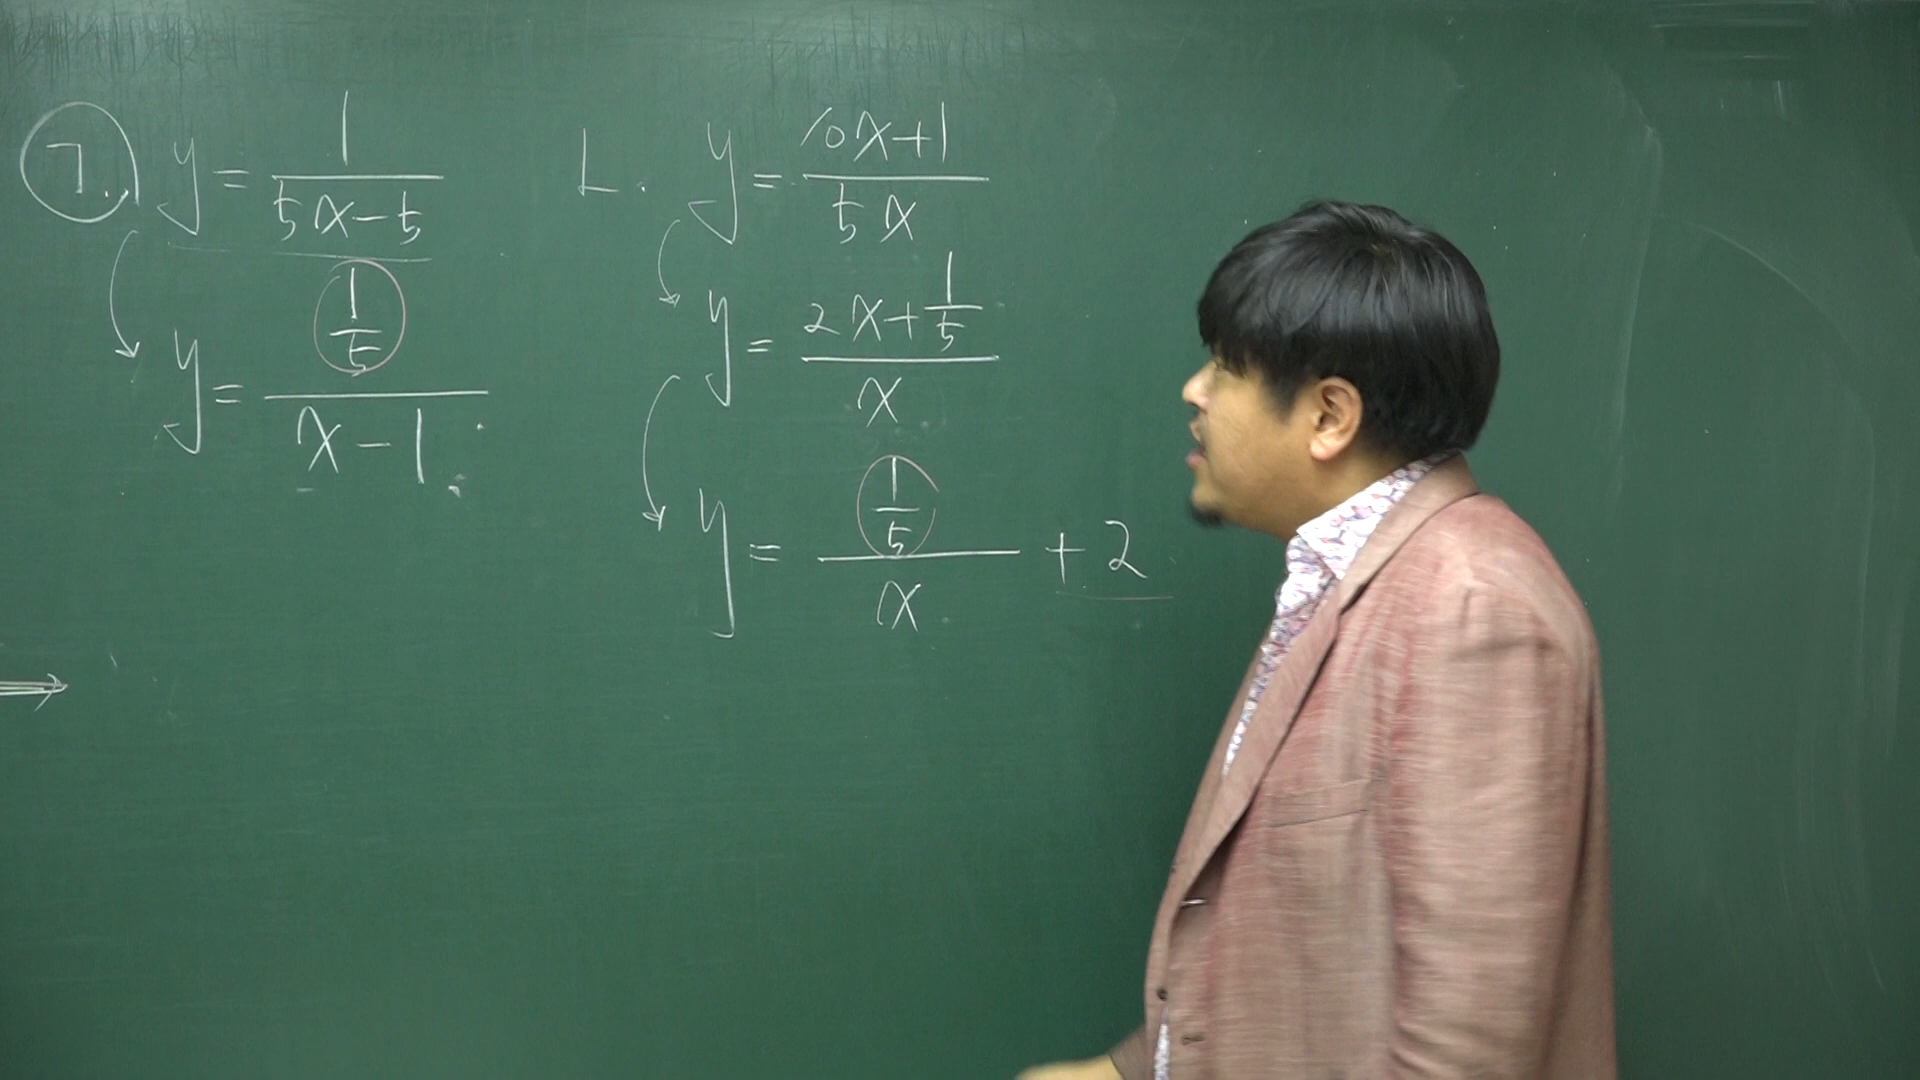 ㄱ. y = 1/(5x-5)
y = (1/5)/(x-1)
ㄴ. y = (10x+1)/(5x)
y = (2x+1/5)/x
y = (1/5)/x + 2